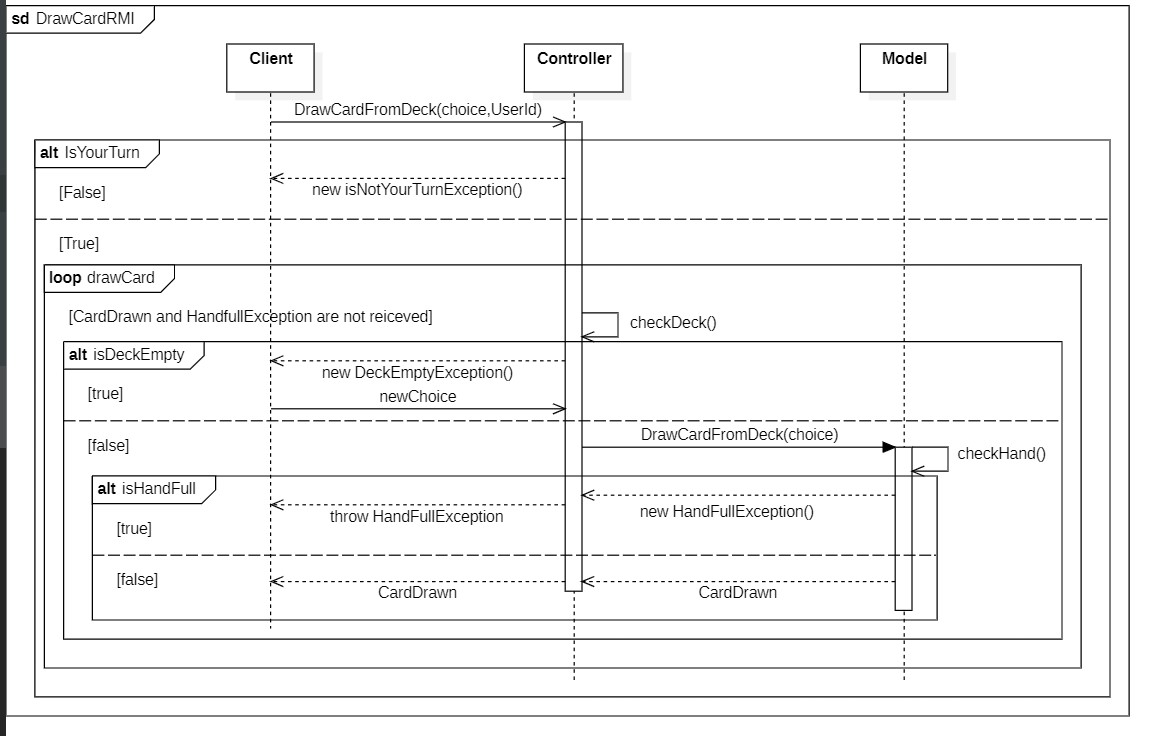 sd DrawCardRMI
Client
Controller
Model
DrawCardFromDeck(choice,UserId)
alt IsYourTurn
[False]
new isNotYourTurnException()
[True]
loop drawCard
[CardDrawn and HandfullException are not reiceved]
checkDeck()
alt isDeckEmpty
new DeckEmptyException()
[true]
newChoice
[false]
DrawCardFromDeck(choice)
checkHand()
alt isHandFull
throw HandFullException
new HandFullException()
[true]
[false]
CardDrawn
CardDrawn